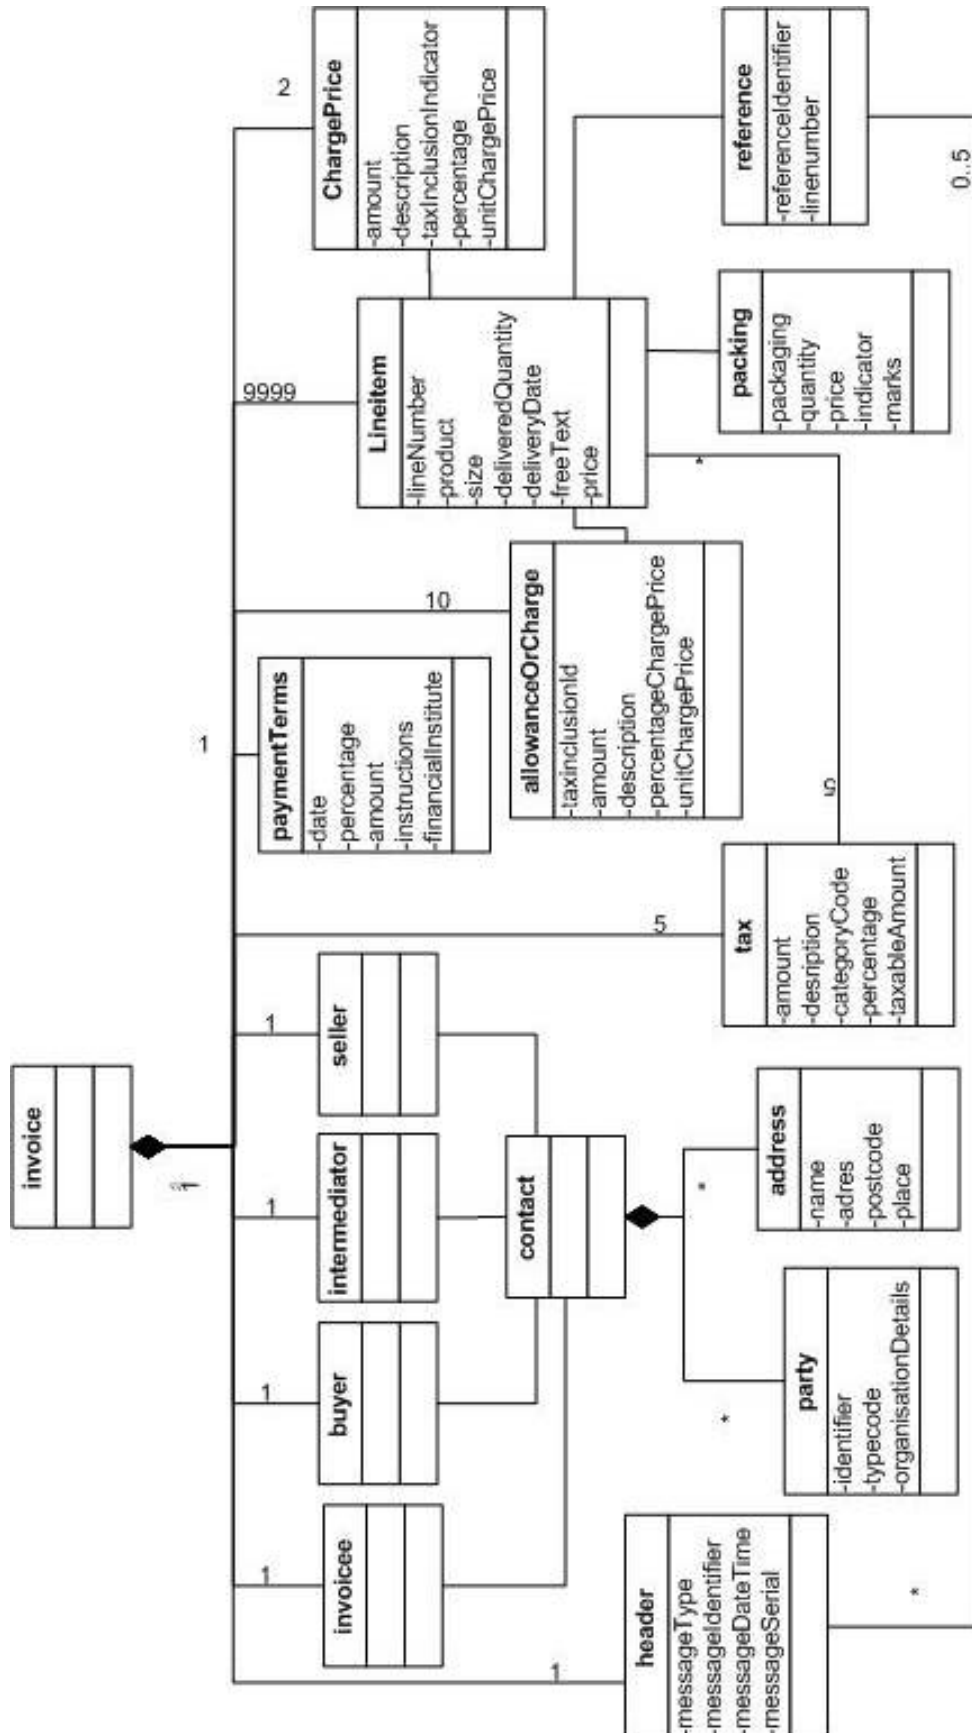 invoice
1
1
1
1
1
1
1
5
10
9999
2
header
-messageType
-messageIdentifier
-messageDateTime
-messageSerial
invoicee
buyer
intermediator
seller
contact
*
*
party
-identifier
-typecode
-organisationDetails
address
-name
-adres
-postcode
-place
paymentTerms
-date
-percentage
-amount
-instructions
-financialInstitute
tax
-amount
-desription
-categoryCode
-percentage
-taxableAmount
5
*
allowanceOrCharge
-taxinclusionId
-amount
-description
-percentageChargePrice
-unitChargePrice
Lineitem
-lineNumber
-product
-size
-deliveredQuantity
-deliveryDate
-freeText
-price
ChargePrice
-amount
-description
-taxInclusionIndicator
-percentage
-unitChargePrice
packing
-packaging
-quantity
-price
-indicator
-marks
reference
-referenceIdentifier
-linenumber
*
0..5